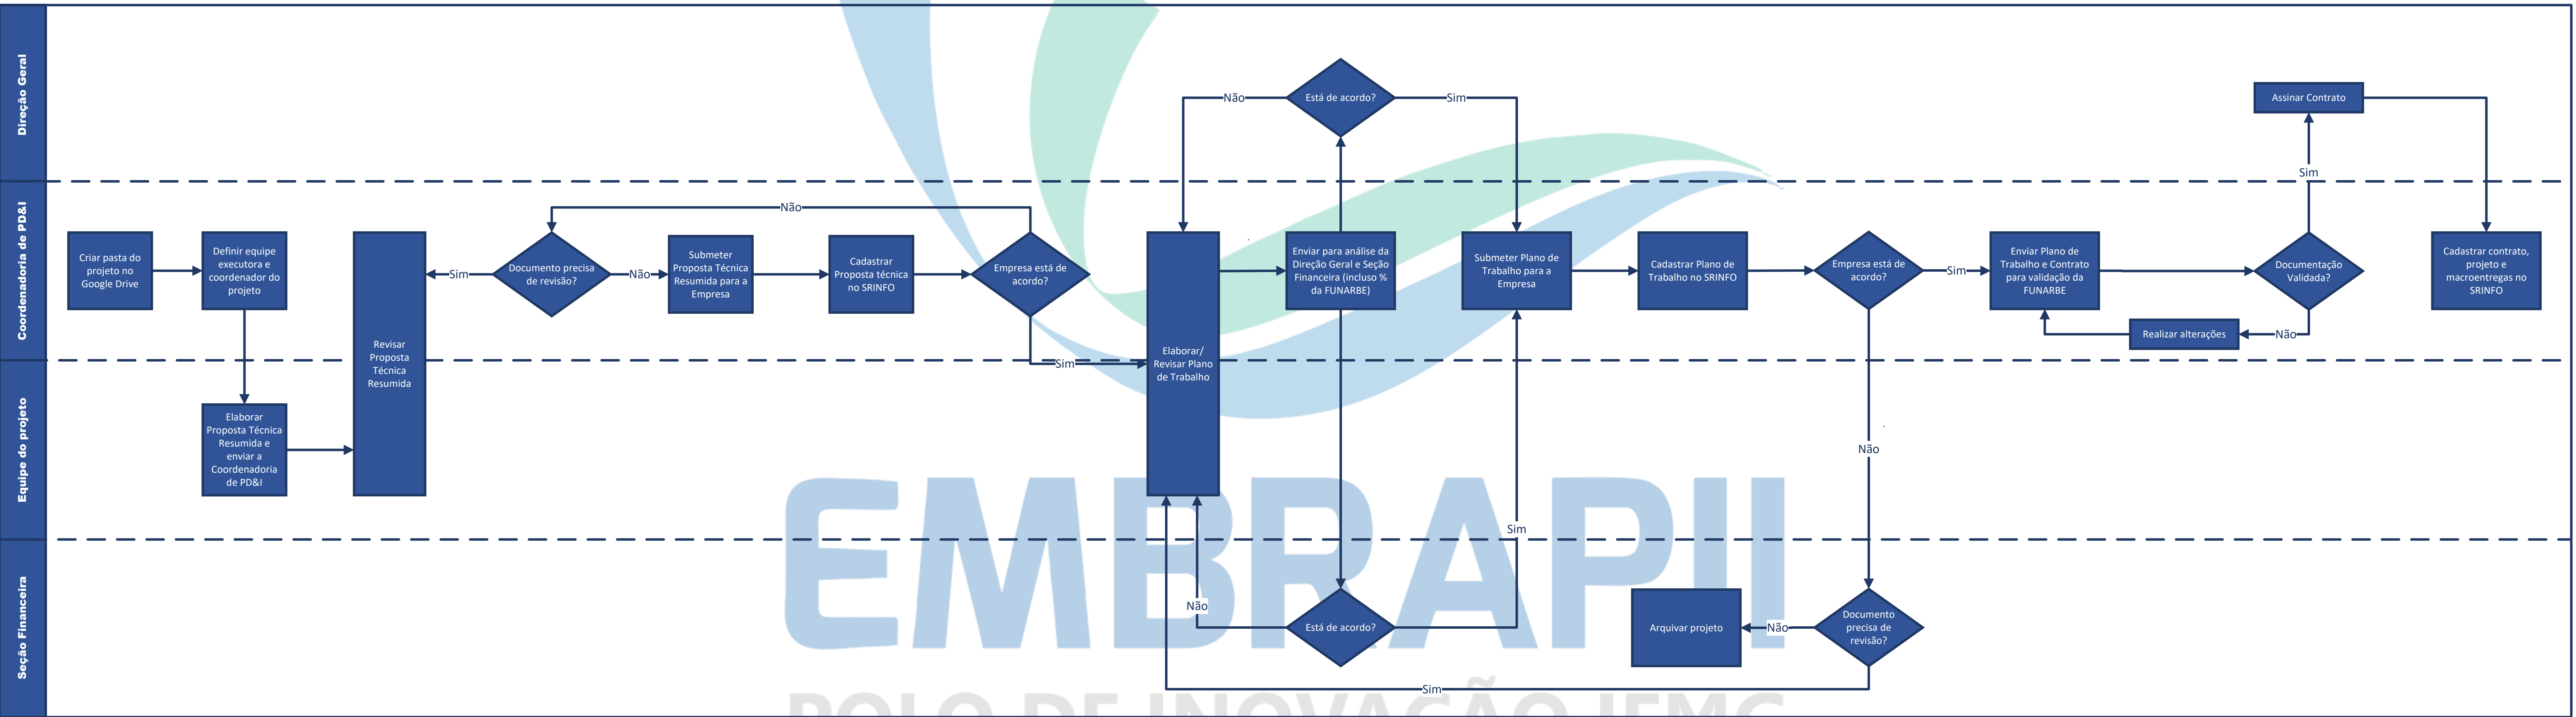 Direção Geral
Coordenadoria de PD&I
Equipe do projeto
Seção Financeira
Criar pasta do
projeto no
Google Drive
Definir equipe
executora e
coordenador do
projeto
Elaborar
Proposta Técnica
Resumida e
enviar a
Coordenadoria
de PD&I
Revisar
Proposta
Técnica
Resumida
Sim
Documento precisa
de revisão?
Não
Submeter
Proposta Técnica
Resumida para a
Empresa
Cadastrar
Proposta técnica
no SRINFO
Empresa está de
acordo?
Não
Sim
Elaborar/
Revisar Plano
de Trabalho
Enviar para análise da
Direção Geral e Seção
Financeira (incluso %
da FUNARBE)
Não
Está de acordo?
Sim
Não
Está de acordo?
Sim
Submeter Plano de
Trabalho para a
Empresa
Cadastrar Plano de
Trabalho no SRINFO
Empresa está de
acordo?
Sim
Não
Documento
precisa de
revisão?
Não
Arquivar projeto
Sim
Enviar Plano de
Trabalho e Contrato
para validação da
FUNARBE
Documentação
Validada?
Não
Realizar alterações
Sim
Assinar Contrato
Cadastrar contrato,
projeto e
macroentregas no
SRINFO
EMBRAPII
POLO DE INOVAÇÃO IFMG